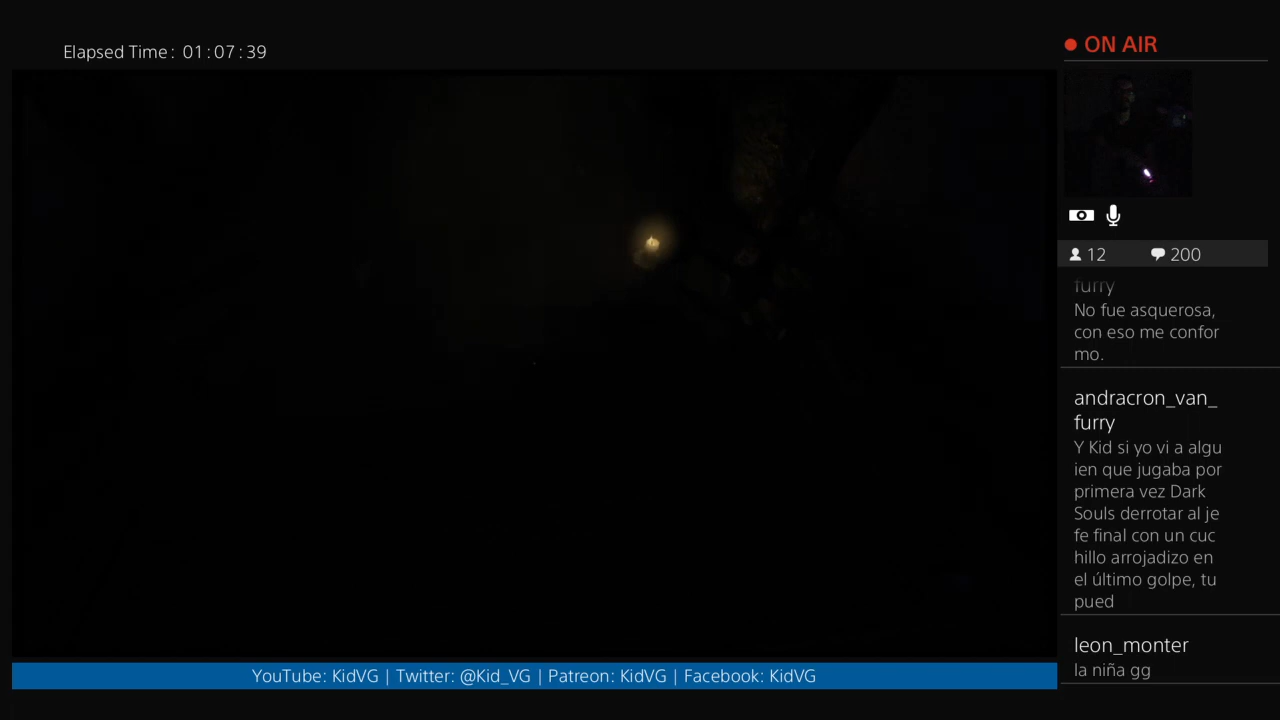 Elapsed Time: 01:07:39
ON AIR
12 200
furry
No fue asquerosa,
con eso me confor
mo.
andracron_van_
furry
Y Kid si yo vi a algu
ien que jugaba por
primera vez Dark
Souls derrotar al je
fe final con un cuc
hillo arrojadizo en
el último golpe, tu
pued
leon_monter
la niña gg
YouTube: KidVG | Twitter: @Kid_VG | Patreon: KidVG | Facebook: KidVG